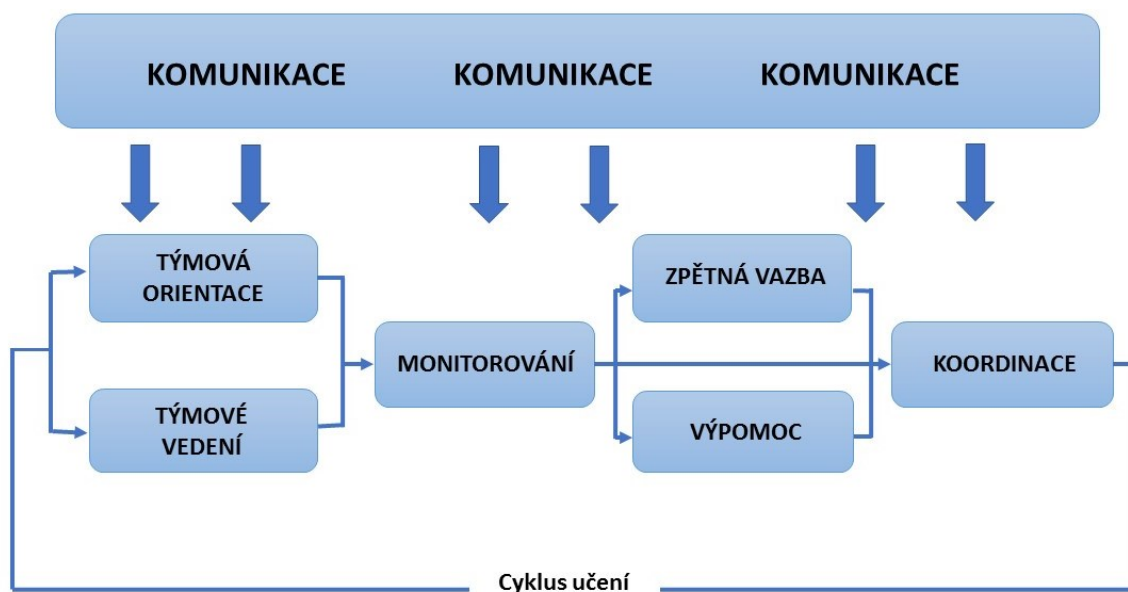 KOMUNIKACE KOMUNIKACE KOMUNIKACE
TÝMOVÁ
ORIENTACE
TÝMOVÉ
VEDENÍ
MONITOROVÁNÍ
ZPĚTNÁ VAZBA
VÝPOMOC
KOORDINACE
Cyklus učení